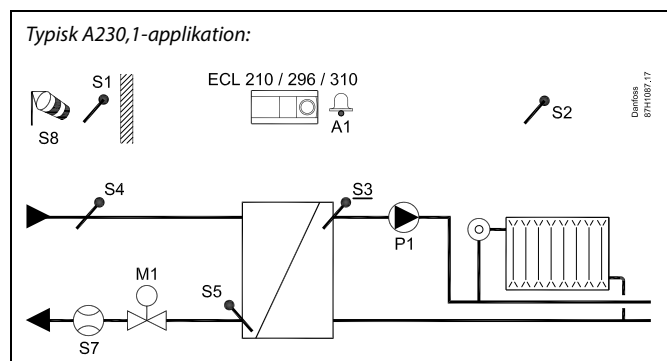 Typisk A230,1-applikation:
ECL 210 / 296 / 310
S1
S8
A1
S2
Danfoss
87H1087.17
S4
S3
P1
M1
S5
S7